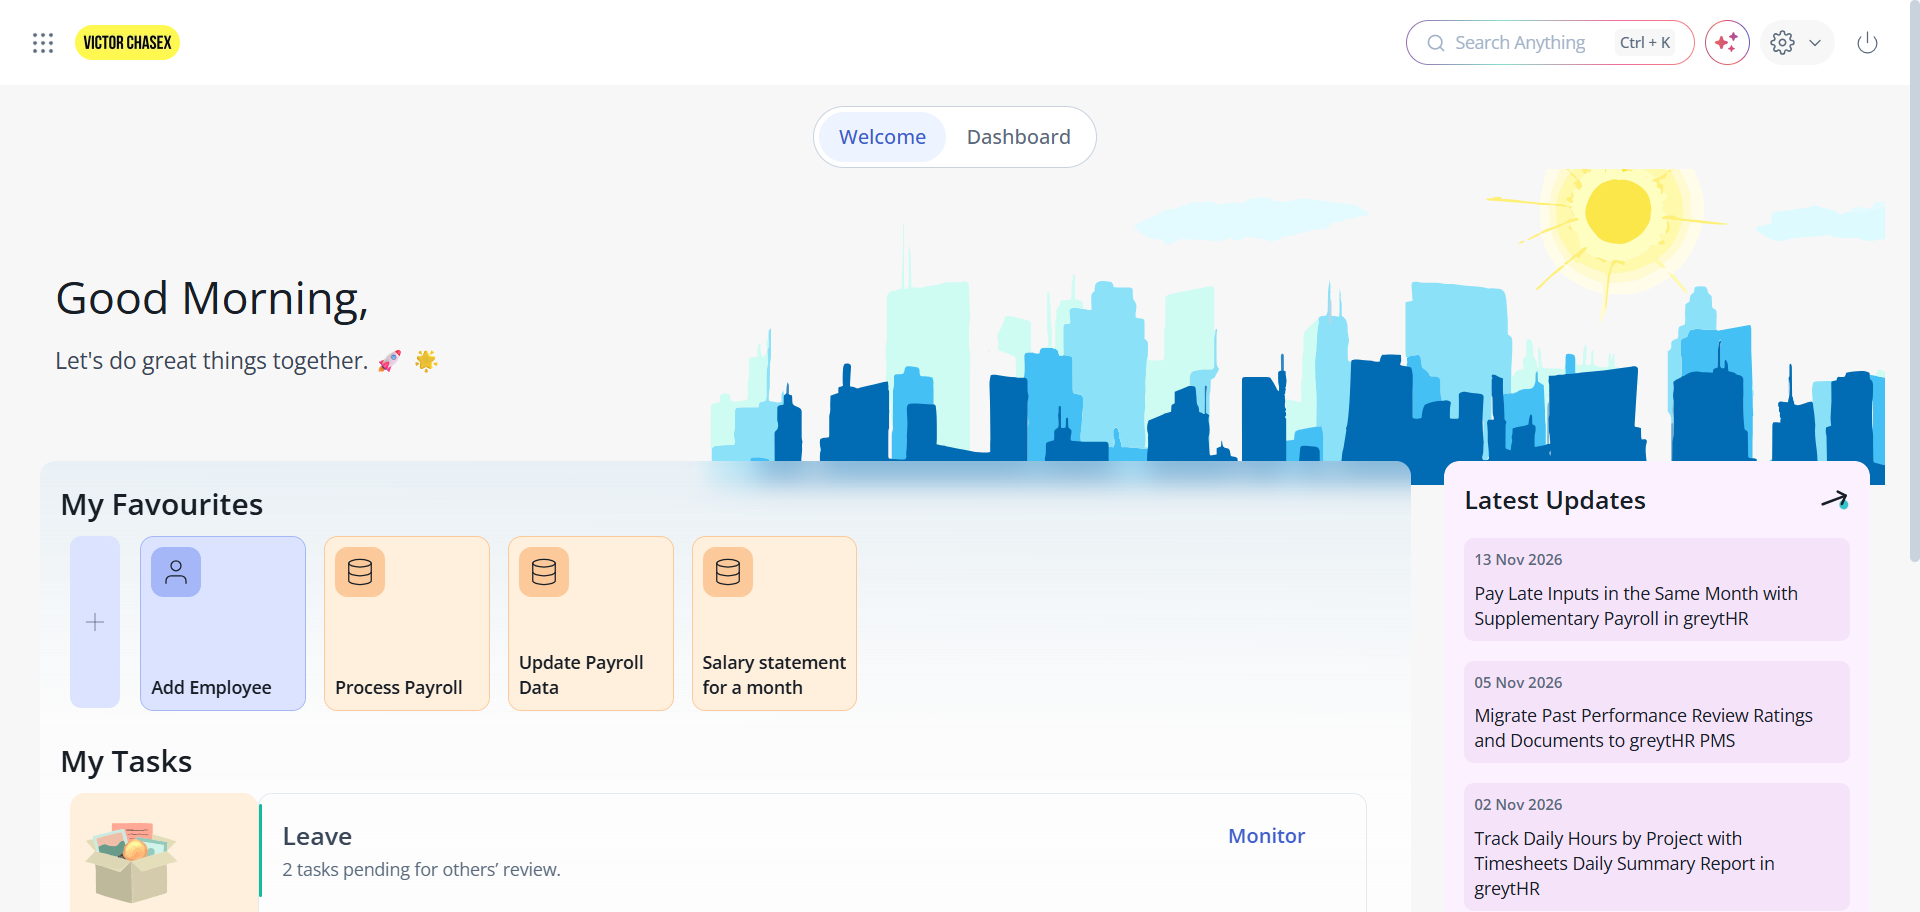 VICTOR CHASEX
Search Anything
Ctrl + K
Welcome
Dashboard
Good Morning,
Let's do great things together. 🚀 🌟
My Favourites
Add Employee
Process Payroll
Update Payroll
Data
Salary statement
for a month
My Tasks
Leave
2 tasks pending for others’ review.
Monitor
Latest Updates
13 Nov 2026
Pay Late Inputs in the Same Month with
Supplementary Payroll in greytHR
05 Nov 2026
Migrate Past Performance Review Ratings
and Documents to greytHR PMS
02 Nov 2026
Track Daily Hours by Project with
Timesheets Daily Summary Report in
greytHR